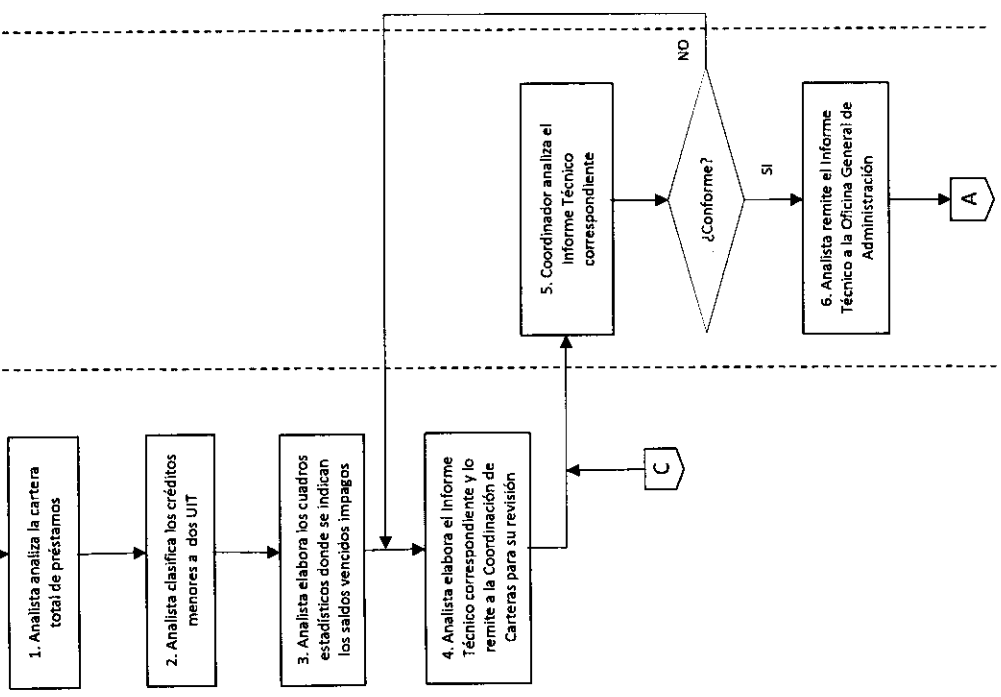 1. Analista analiza la cartera
total de préstamos
2. Analista clasifica los créditos
menores a dos UIT
3. Analista elabora los cuadros
estadísticos donde se indican
los saldos vencidos impagos
4. Analista elabora el Informe
Técnico correspondiente y lo
remite a la Coordinación de
Carteras para su revisión
C
5. Coordinador analiza el
Informe Técnico
correspondiente
¿Conforme?
NO
SI
6. Analista remite el Informe
Técnico a la Oficina General de
Administración
A